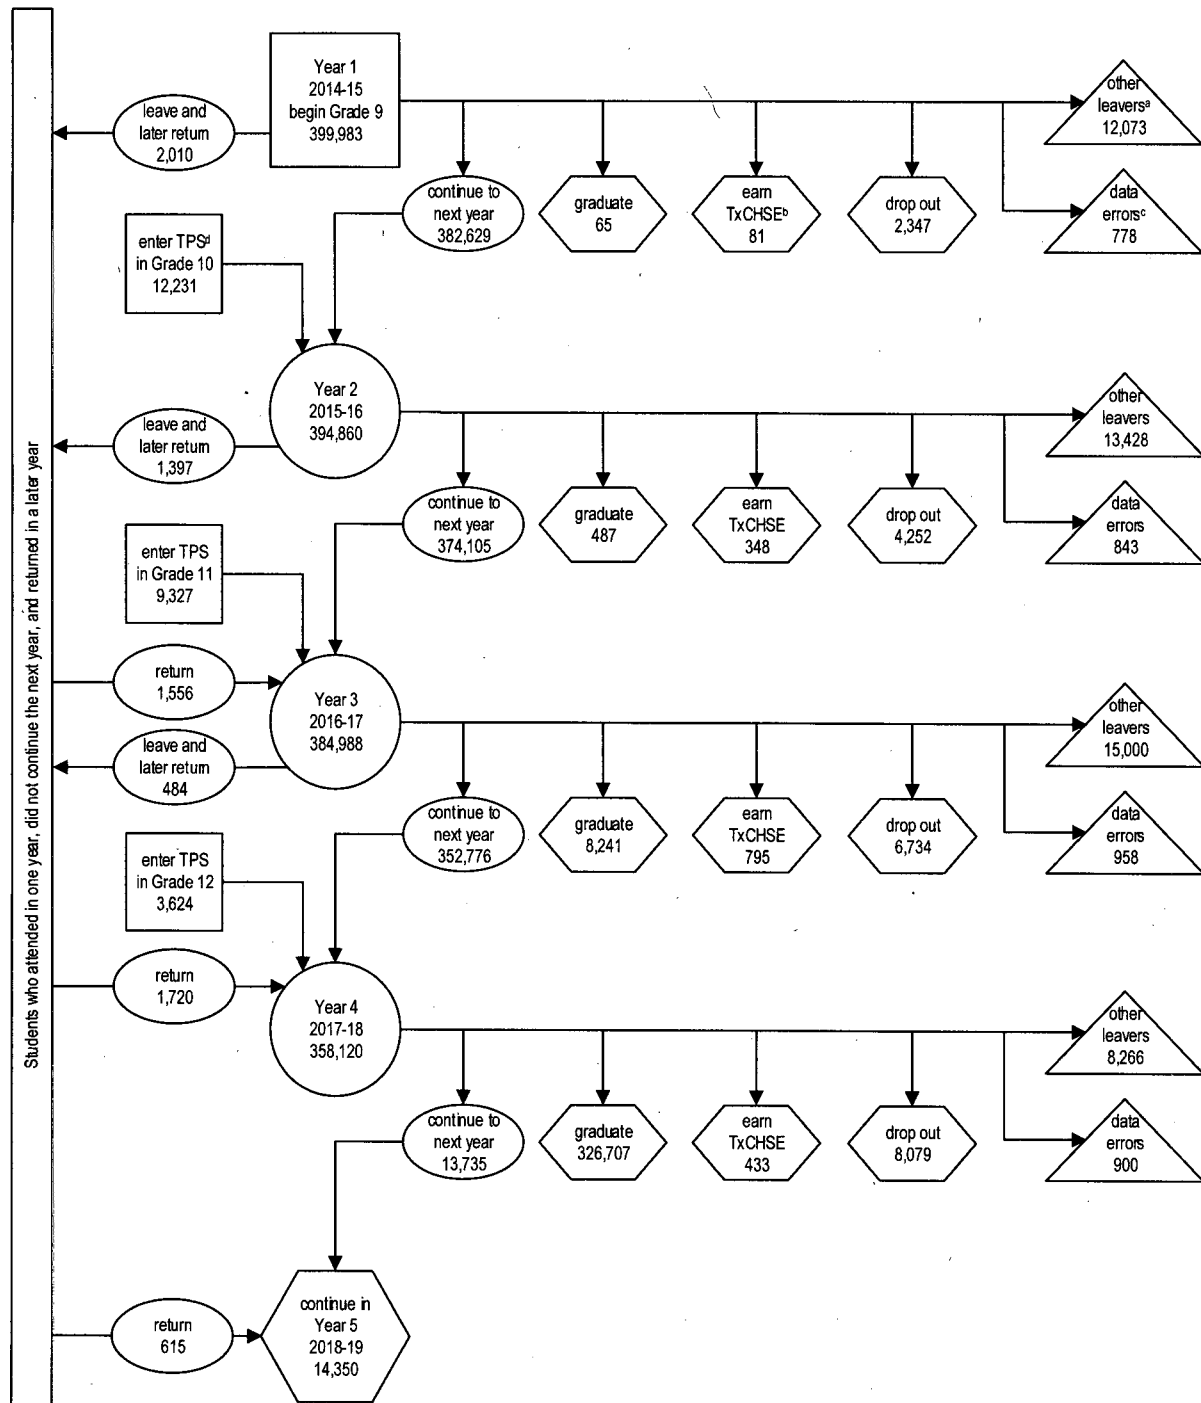 Students who attended in one year, did not continue the next year, and returned in a later year
Year 1
2014-15
begin Grade 9
399,983
leave and
later return
2,010
other
leaversᵃ
12,073
continue to
next year
382,629
graduate
65
earn
TxCHSEᵇ
81
drop out
2,347
data
errorsᶜ
778
enter TPSᵈ
in Grade 10
12,231
Year 2
2015-16
394,860
leave and
later return
1,397
other
leavers
13,428
continue to
next year
374,105
graduate
487
earn
TxCHSE
348
drop out
4,252
data
errors
843
enter TPS
in Grade 11
9,327
return
1,556
Year 3
2016-17
384,988
leave and
later return
484
other
leavers
15,000
continue to
next year
352,776
graduate
8,241
earn
TxCHSE
795
drop out
6,734
data
errors
958
enter TPS
in Grade 12
3,624
return
1,720
Year 4
2017-18
358,120
other
leavers
8,266
continue to
next year
13,735
graduate
326,707
earn
TxCHSE
433
drop out
8,079
data
errors
900
return
615
continue in
Year 5
2018-19
14,350